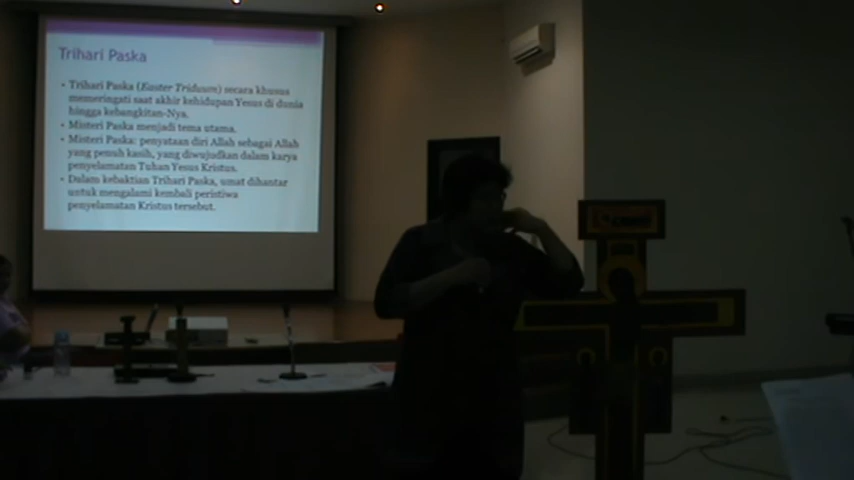 Trihari Paska
• Trihari Paska (Easter Triduum) secara khusus
memeringati saat akhir kehidupan Yesus di dunia
hingga kebangkitan-Nya.
• Misteri Paska menjadi tema utama.
• Misteri Paska: penyataan diri Allah sebagai Allah
yang penuh kasih, yang diwujudkan dalam karya
penyelamatan Tuhan Yesus Kristus.
• Dalam kebaktian Trihari Paska, umat dihantar
untuk mengalami kembali peristiwa
penyelamatan Kristus tersebut.